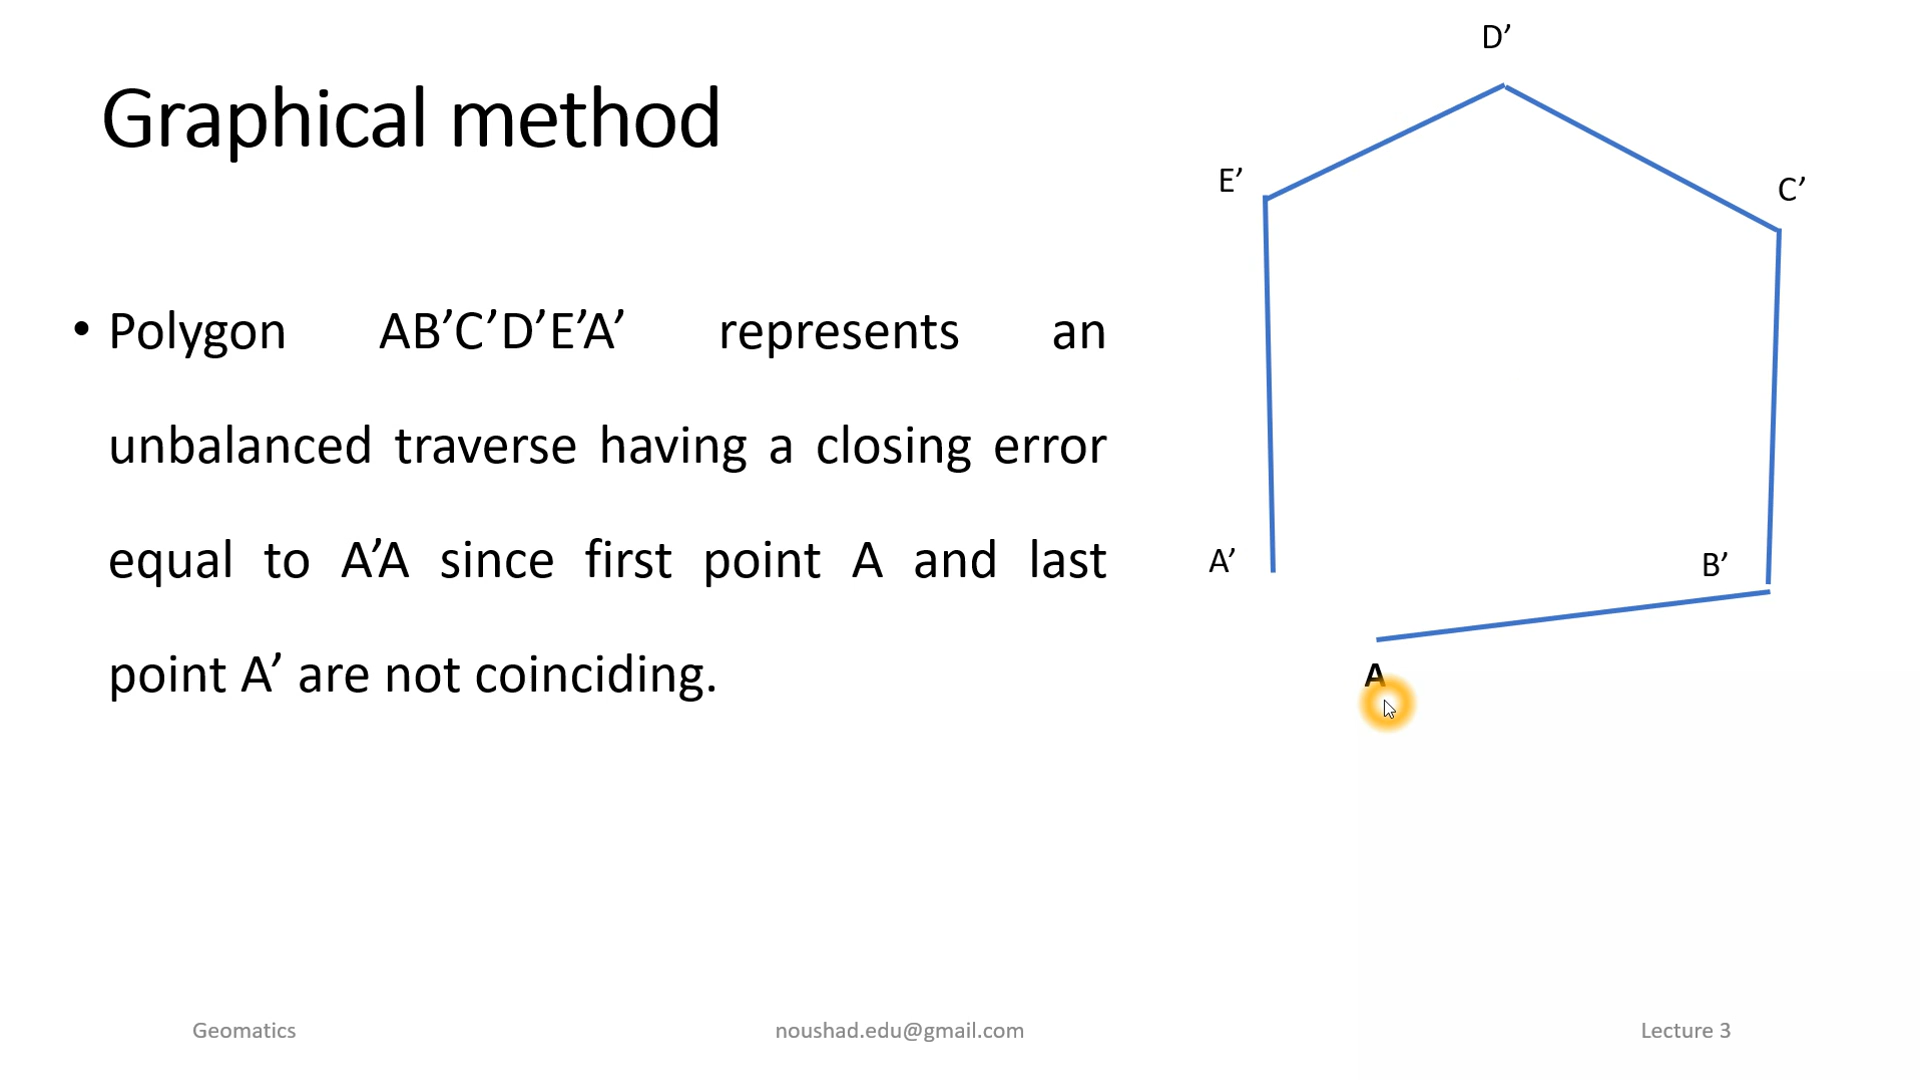 Graphical method
• Polygon AB’C’D’E’A’ represents an
unbalanced traverse having a closing error
equal to A’A since first point A and last
point A’ are not coinciding.
D’
E’
C’
A’
B’
A
Geomatics
noushad.edu@gmail.com
Lecture 3